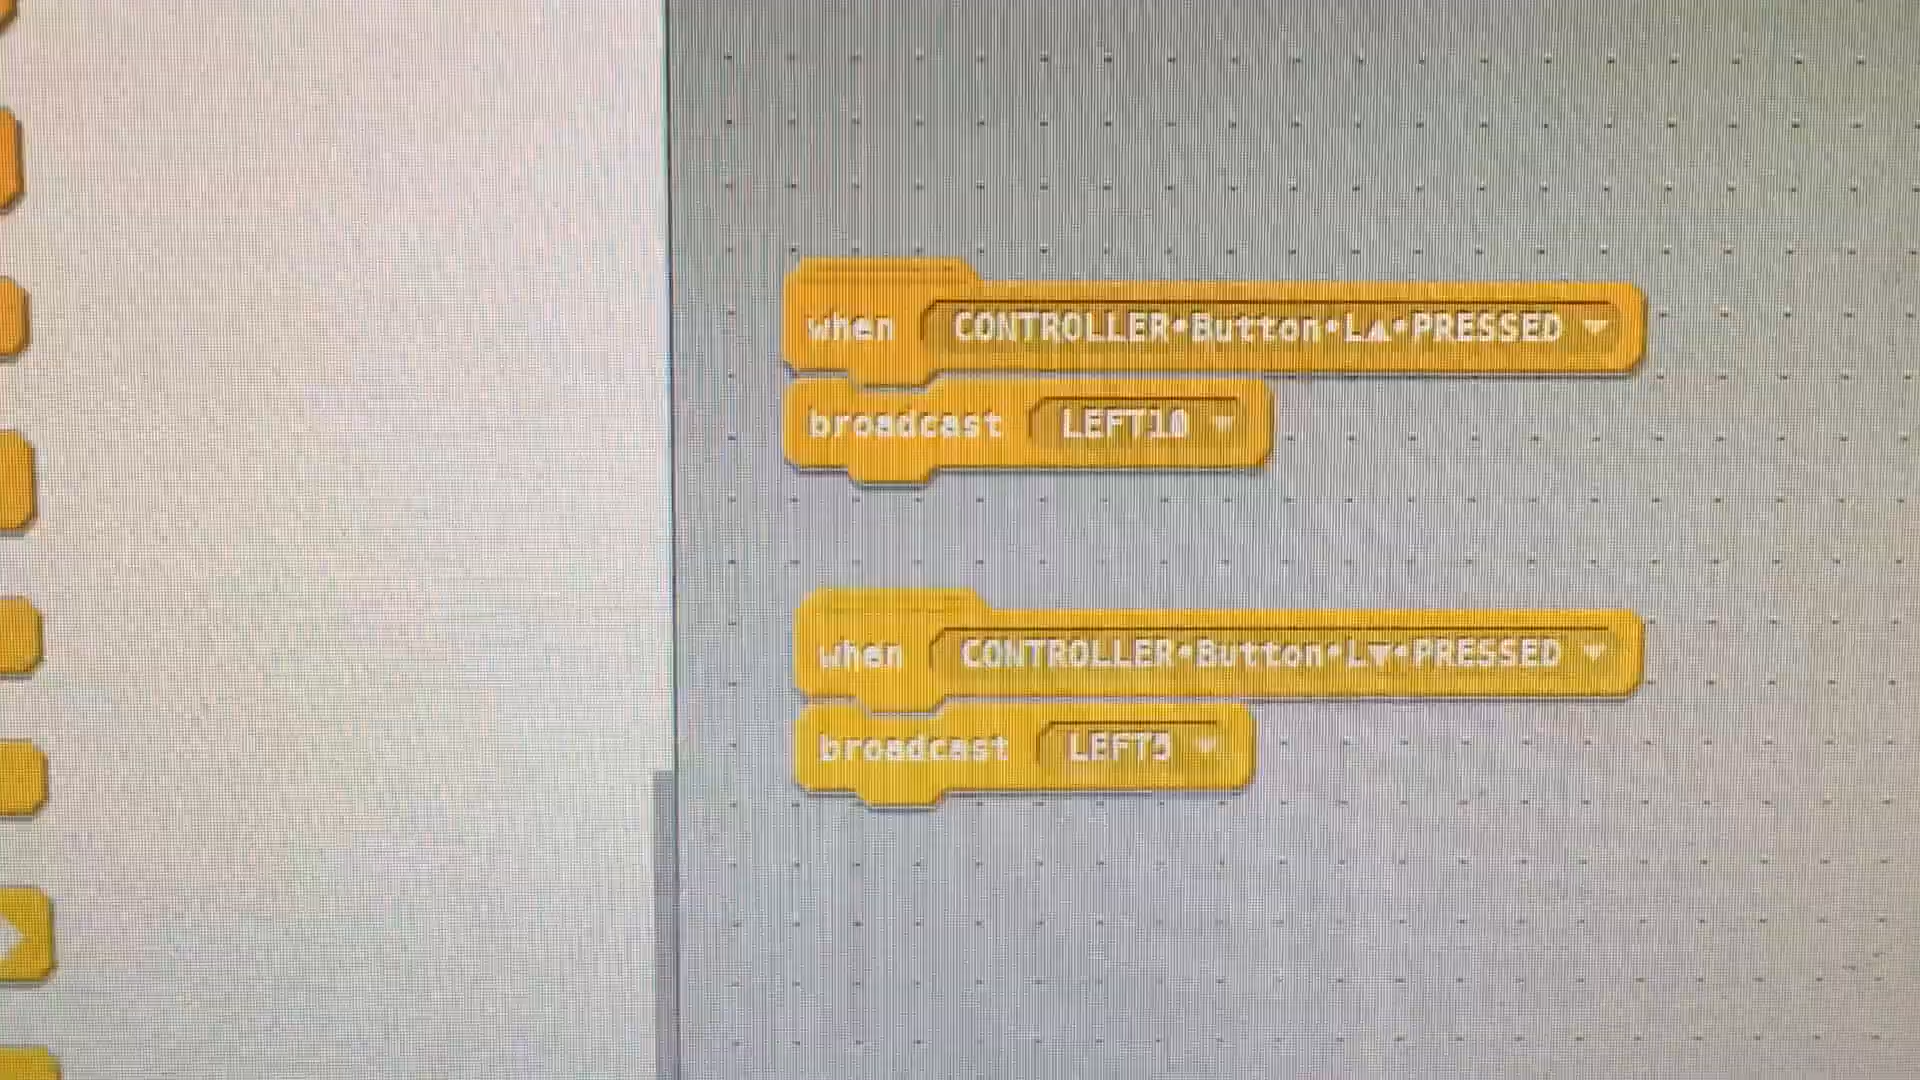 when CONTROLLER•Button•L▲•PRESSED
broadcast LEFT10
when CONTROLLER•Button•L▼•PRESSED
broadcast LEFT5